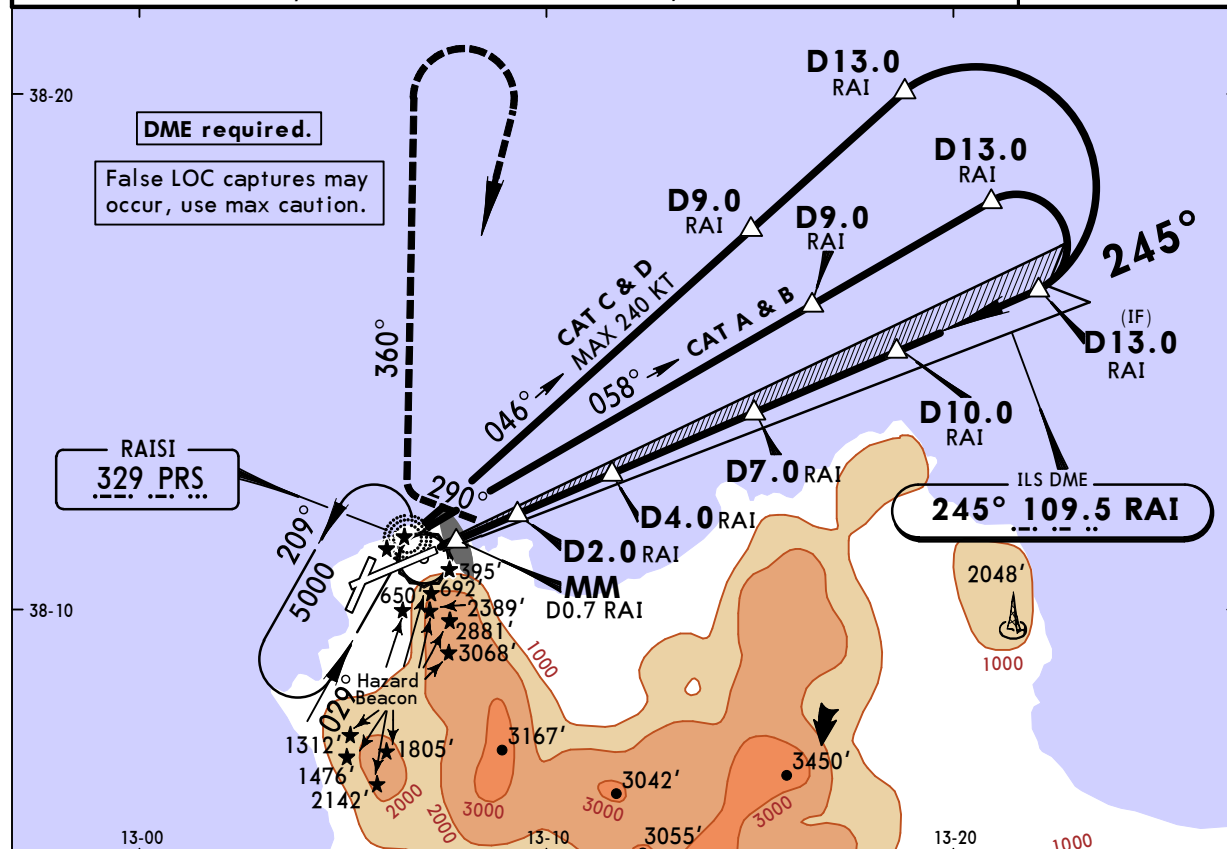 38-20
DME required.
False LOC captures may
occur, use max caution.
D13.0
RAI
D13.0
RAI
D9.0
RAI
D9.0
RAI
245°
CAT C & D
MAX 240 KT
046°
CAT A & B
058°
360°
(IF)
D13.0
RAI
D10.0
RAI
D7.0 RAI
D4.0 RAI
D2.0 RAI
MM
D0.7 RAI
RAISI
329 PRS
290°
ILS DME
245° 109.5 RAI
209°
5000
029°
38-10
395'
692'
650'
2389'
2881'
3068'
1000
2048'
1000
Hazard
Beacon
1312'
1476'
2142'
1805'
2000
2000
3167'
3000
3042'
3000
3450'
3000
3055'
13-00
13-10
13-20
1000